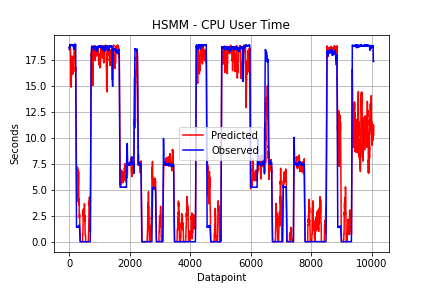 HSMM - CPU User Time
Seconds
17.5
15.0
12.5
10.0
7.5
5.0
2.5
0.0
Predicted
Observed
0 2000 4000 6000 8000 10000
Datapoint